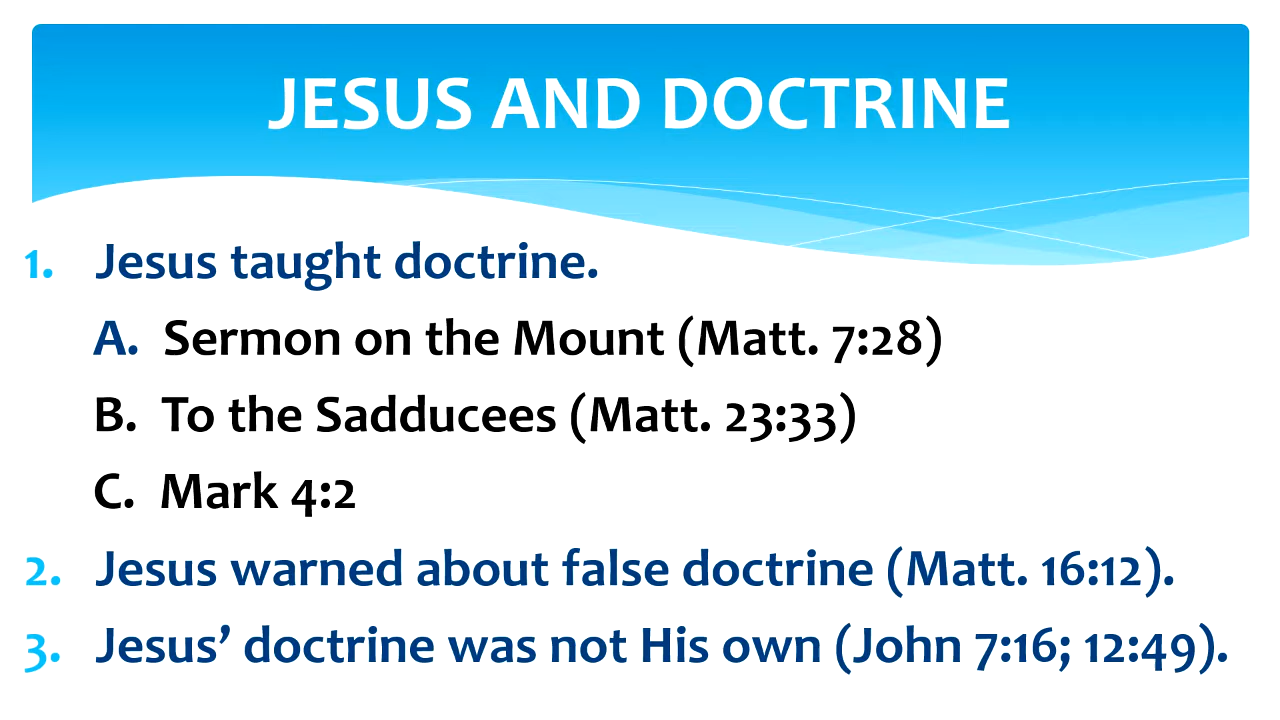 JESUS AND DOCTRINE
1. Jesus taught doctrine.
A. Sermon on the Mount (Matt. 7:28)
B. To the Sadducees (Matt. 23:33)
C. Mark 4:2
2. Jesus warned about false doctrine (Matt. 16:12).
3. Jesus’ doctrine was not His own (John 7:16; 12:49).